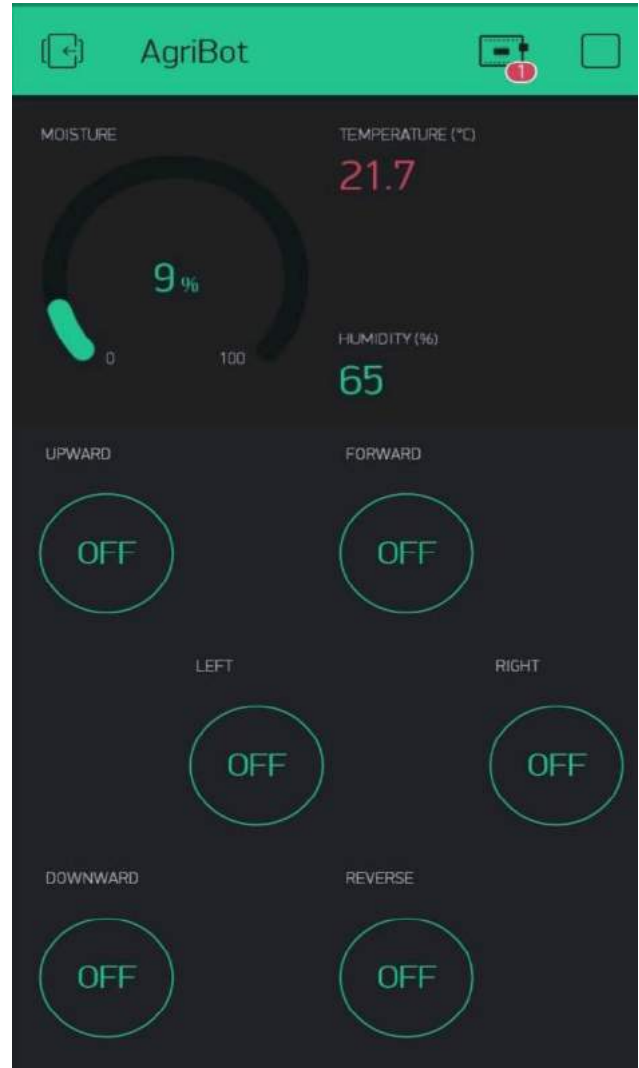 AgriBot
1
MOISTURE
TEMPERATURE (°C)
21.7
9 %
0
100
HUMIDITY (%)
65
UPWARD
FORWARD
OFF
OFF
LEFT
RIGHT
OFF
OFF
DOWNWARD
REVERSE
OFF
OFF